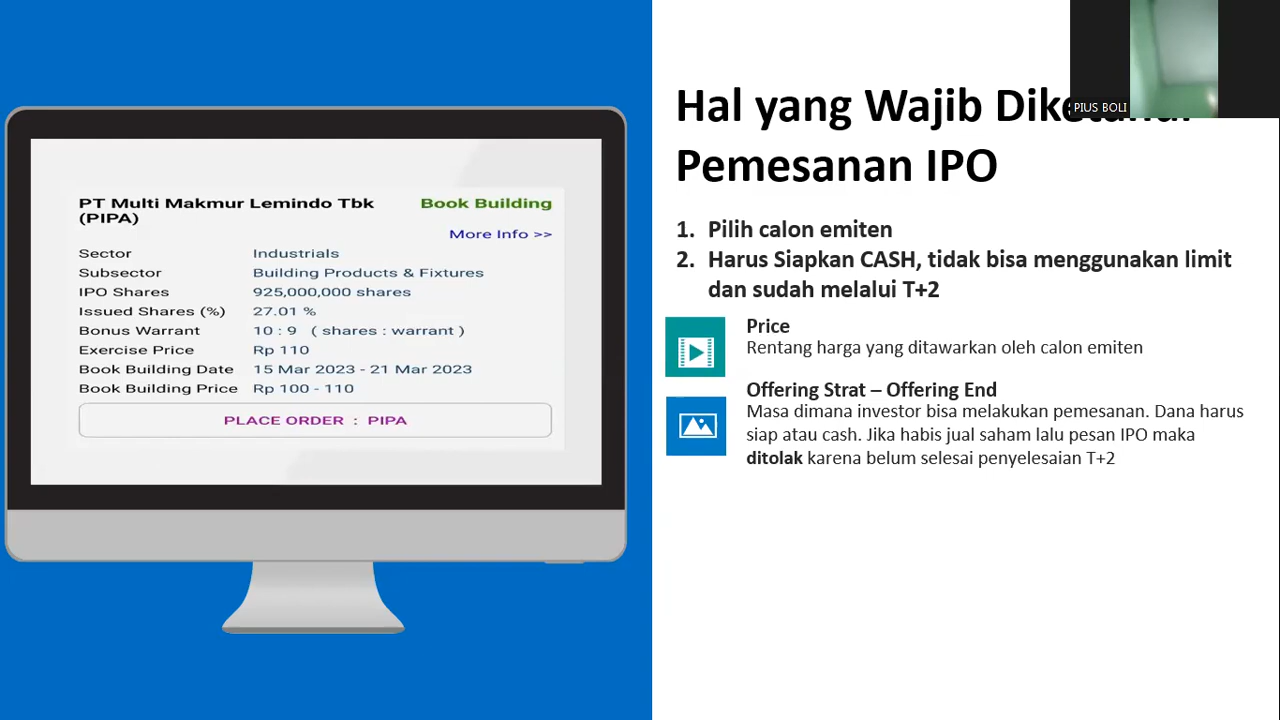 PT Multi Makmur Lemindo Tbk
(PIPA)
Book Building
More Info >>
Sector Industrials
Subsector Building Products & Fixtures
IPO Shares 925,000,000 shares
Issued Shares (%) 27.01 %
Bonus Warrant 10 : 9 ( shares : warrant )
Exercise Price Rp 110
Book Building Date 15 Mar 2023 - 21 Mar 2023
Book Building Price Rp 100 - 110
PLACE ORDER : PIPA
Hal yang Wajib
Pemesanan IPO
1. Pilih calon emiten
2. Harus Siapkan CASH, tidak bisa menggunakan limit
dan sudah melalui T+2
Price
Rentang harga yang ditawarkan oleh calon emiten
Offering Strat – Offering End
Masa dimana investor bisa melakukan pemesanan. Dana harus
siap atau cash. Jika habis jual saham lalu pesan IPO maka
ditolak karena belum selesai penyelesaian T+2
PIUS BOLI